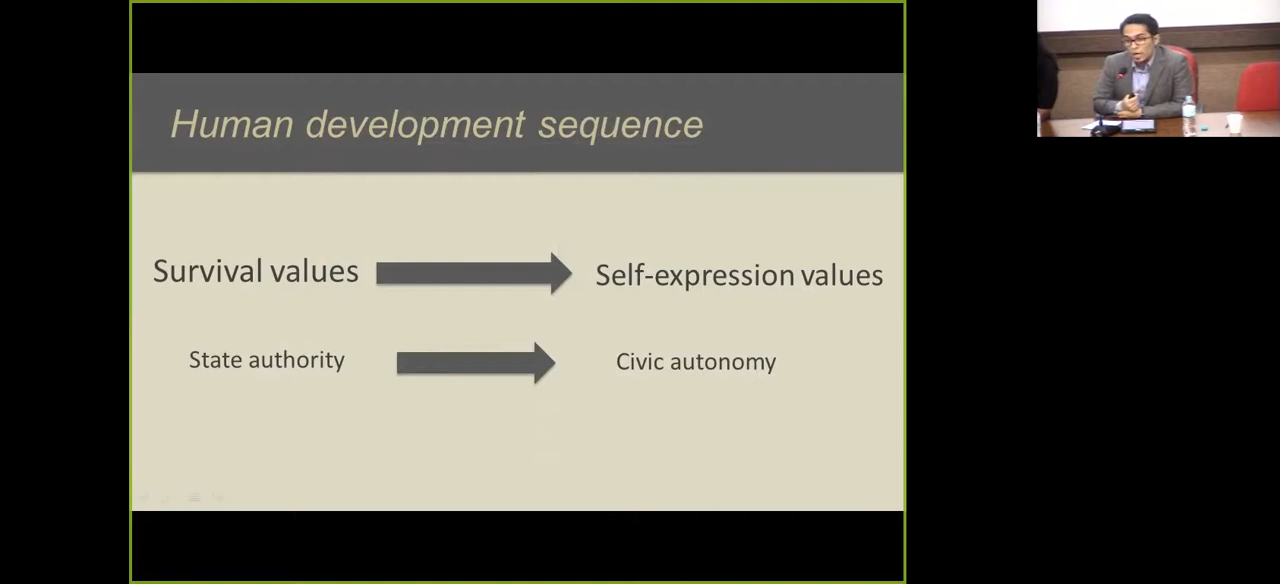 Human development sequence
Survival values
Self-expression values
State authority
Civic autonomy